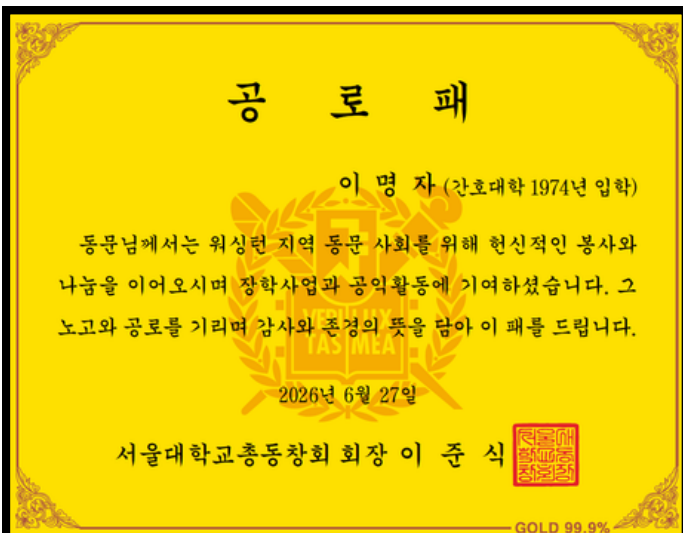 공 로 패
이 명 자 (간호대학 1974년 입학)
동문님께서는 워싱턴 지역 동문 사회를 위해 헌신적인 봉사와
나눔을 이어오시며 장학사업과 공익활동에 기여하셨습니다. 그
노고와 공로를 기리며 감사와 존경의 뜻을 담아 이 패를 드립니다.
VERI LUX
TAS MEA
2026년 6월 27일
서울대학교총동창회 회장 이 준 식
GOLD 99.9%